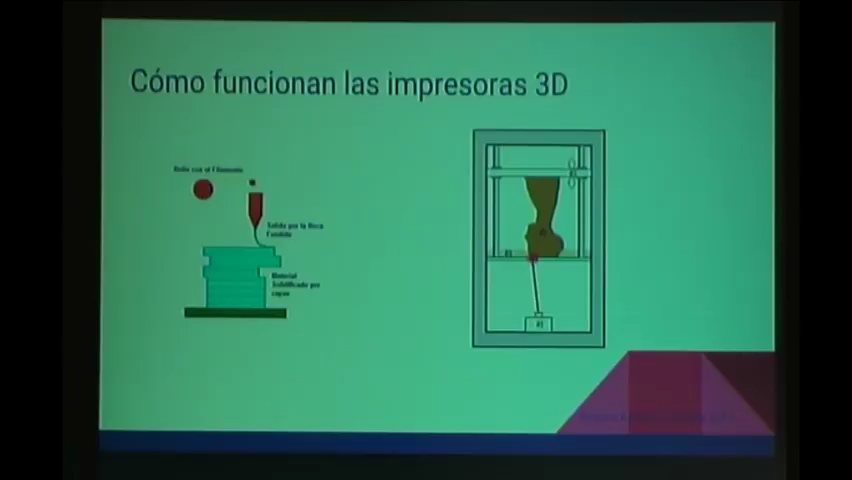 Cómo funcionan las impresoras 3D
Rollo con el Filamento
Salida por la Boca
Fundido
Material
Solidificado por
capas